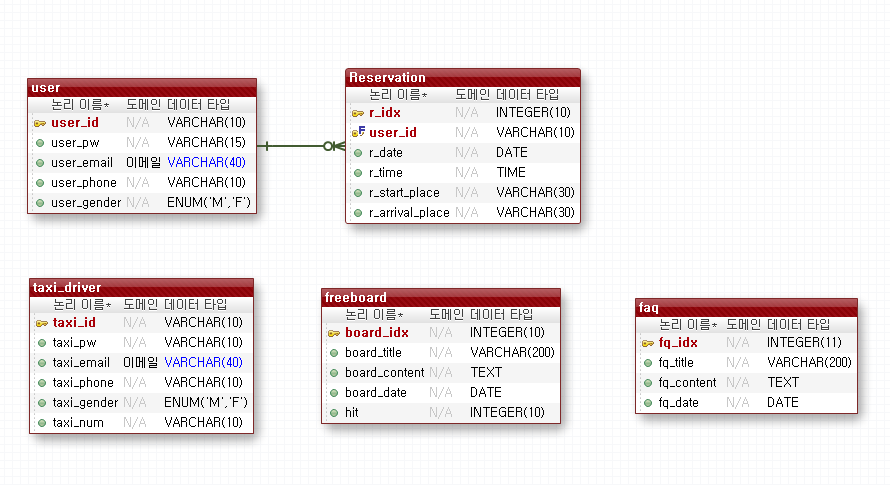 user
논리 이름* 도메인 데이터 타입
user_id N/A VARCHAR(10)
user_pw N/A VARCHAR(15)
user_email 이메일 VARCHAR(40)
user_phone N/A VARCHAR(10)
user_gender N/A ENUM('M','F')
Reservation
논리 이름* 도메인 데이터 타입
r_idx N/A INTEGER(10)
user_id N/A VARCHAR(10)
r_date N/A DATE
r_time N/A TIME
r_start_place N/A VARCHAR(30)
r_arrival_place N/A VARCHAR(30)
taxi_driver
논리 이름* 도메인 데이터 타입
taxi_id N/A VARCHAR(10)
taxi_pw N/A VARCHAR(10)
taxi_email 이메일 VARCHAR(40)
taxi_phone N/A VARCHAR(10)
taxi_gender N/A ENUM('M','F')
taxi_num N/A VARCHAR(10)
freeboard
논리 이름* 도메인 데이터 타입
board_idx N/A INTEGER(10)
board_title N/A VARCHAR(200)
board_content N/A TEXT
board_date N/A DATE
hit N/A INTEGER(10)
faq
논리 이름* 도메인 데이터 타입
fq_idx N/A INTEGER(11)
fq_title N/A VARCHAR(200)
fq_content N/A TEXT
fq_date N/A DATE